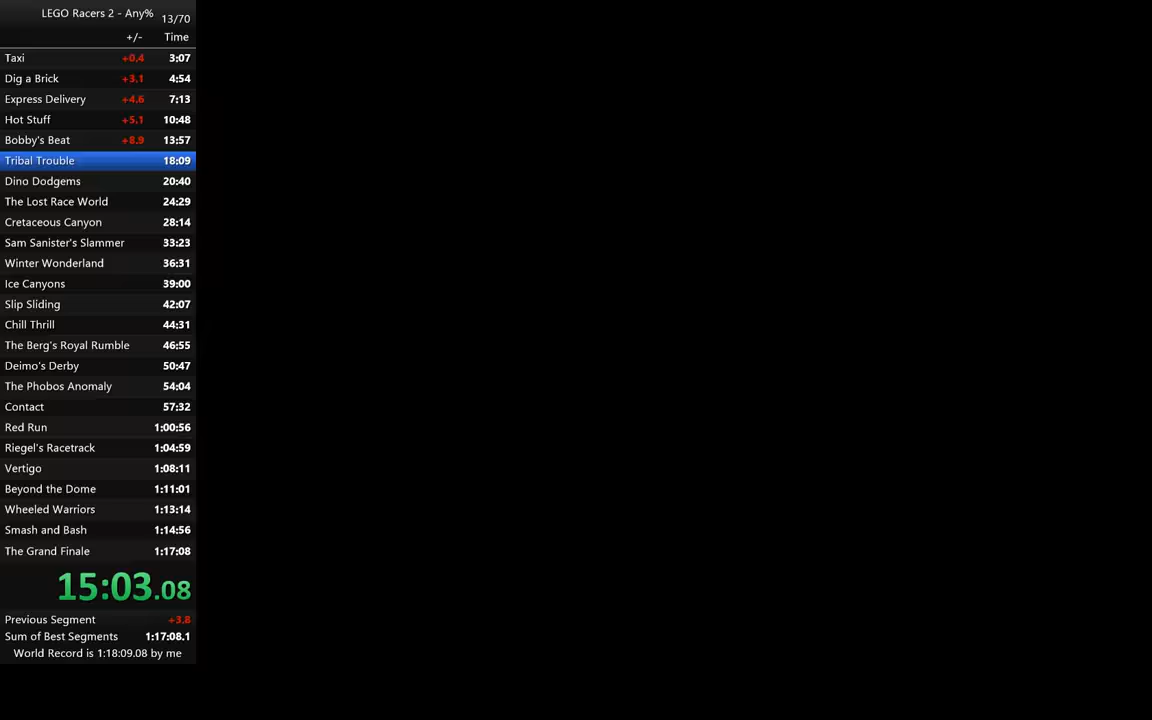 LEGO Racers 2 - Any% 13/70
+/- Time
Taxi +0.4 3:07
Dig a Brick +3.1 4:54
Express Delivery +4.6 7:13
Hot Stuff +5.1 10:48
Bobby's Beat +8.9 13:57
Tribal Trouble 18:09
Dino Dodgems 20:40
The Lost Race World 24:29
Cretaceous Canyon 28:14
Sam Sanister's Slammer 33:23
Winter Wonderland 36:31
Ice Canyons 39:00
Slip Sliding 42:07
Chill Thrill 44:31
The Berg's Royal Rumble 46:55
Deimo's Derby 50:47
The Phobos Anomaly 54:04
Contact 57:32
Red Run 1:00:56
Riegel's Racetrack 1:04:59
Vertigo 1:08:11
Beyond the Dome 1:11:01
Wheeled Warriors 1:13:14
Smash and Bash 1:14:56
The Grand Finale 1:17:08
15:03.08
Previous Segment +3.8
Sum of Best Segments 1:17:08.1
World Record is 1:18:09.08 by me